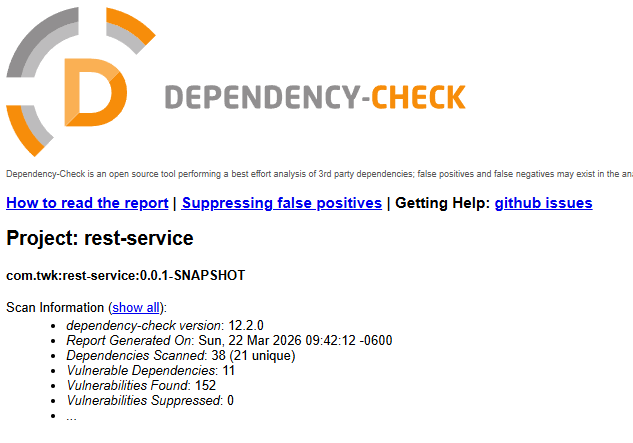 DEPENDENCY-CHECK
Dependency-Check is an open source tool performing a best effort analysis of 3rd party dependencies; false positives and false negatives may exist in the
How to read the report | Suppressing false positives | Getting Help: github issues
Project: rest-service
com.twk:rest-service:0.0.1-SNAPSHOT
Scan Information (show all):
• dependency-check version: 12.2.0
• Report Generated On: Sun, 22 Mar 2026 09:42:12 -0600
• Dependencies Scanned: 38 (21 unique)
• Vulnerable Dependencies: 11
• Vulnerabilities Found: 152
• Vulnerabilities Suppressed: 0
• ...